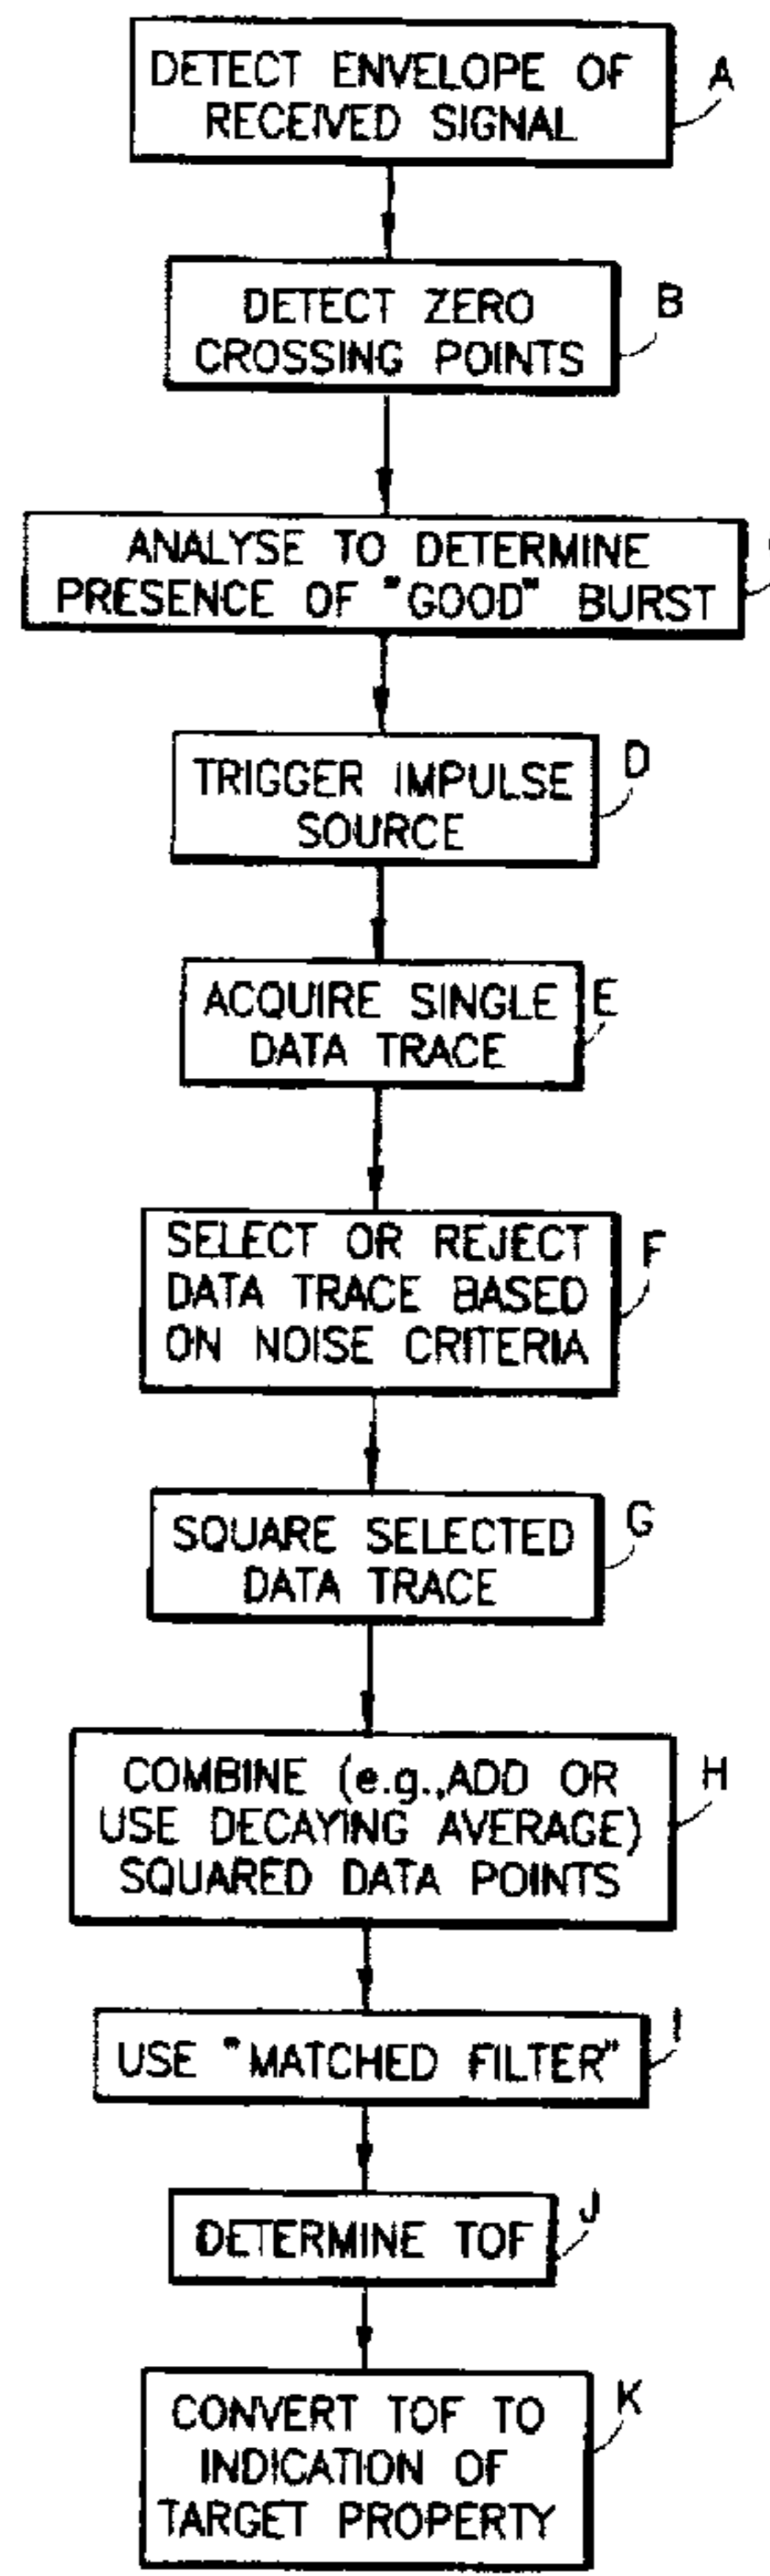 DETECT ENVELOPE OF
RECEIVED SIGNAL
A
DETECT ZERO
CROSSING POINTS
B
ANALYSE TO DETERMINE
PRESENCE OF "GOOD" BURST
TRIGGER IMPULSE
SOURCE
D
ACQUIRE SINGLE
DATA TRACE
E
SELECT OR REJECT
DATA TRACE BASED
ON NOISE CRITERIA
F
SQUARE SELECTED
DATA TRACE
G
COMBINE (e.g.,ADD OR
USE DECAYING AVERAGE)
SQUARED DATA POINTS
H
USE "MATCHED FILTER"
I
DETERMINE TOF
J
CONVERT TOF TO
INDICATION OF
TARGET PROPERTY
K